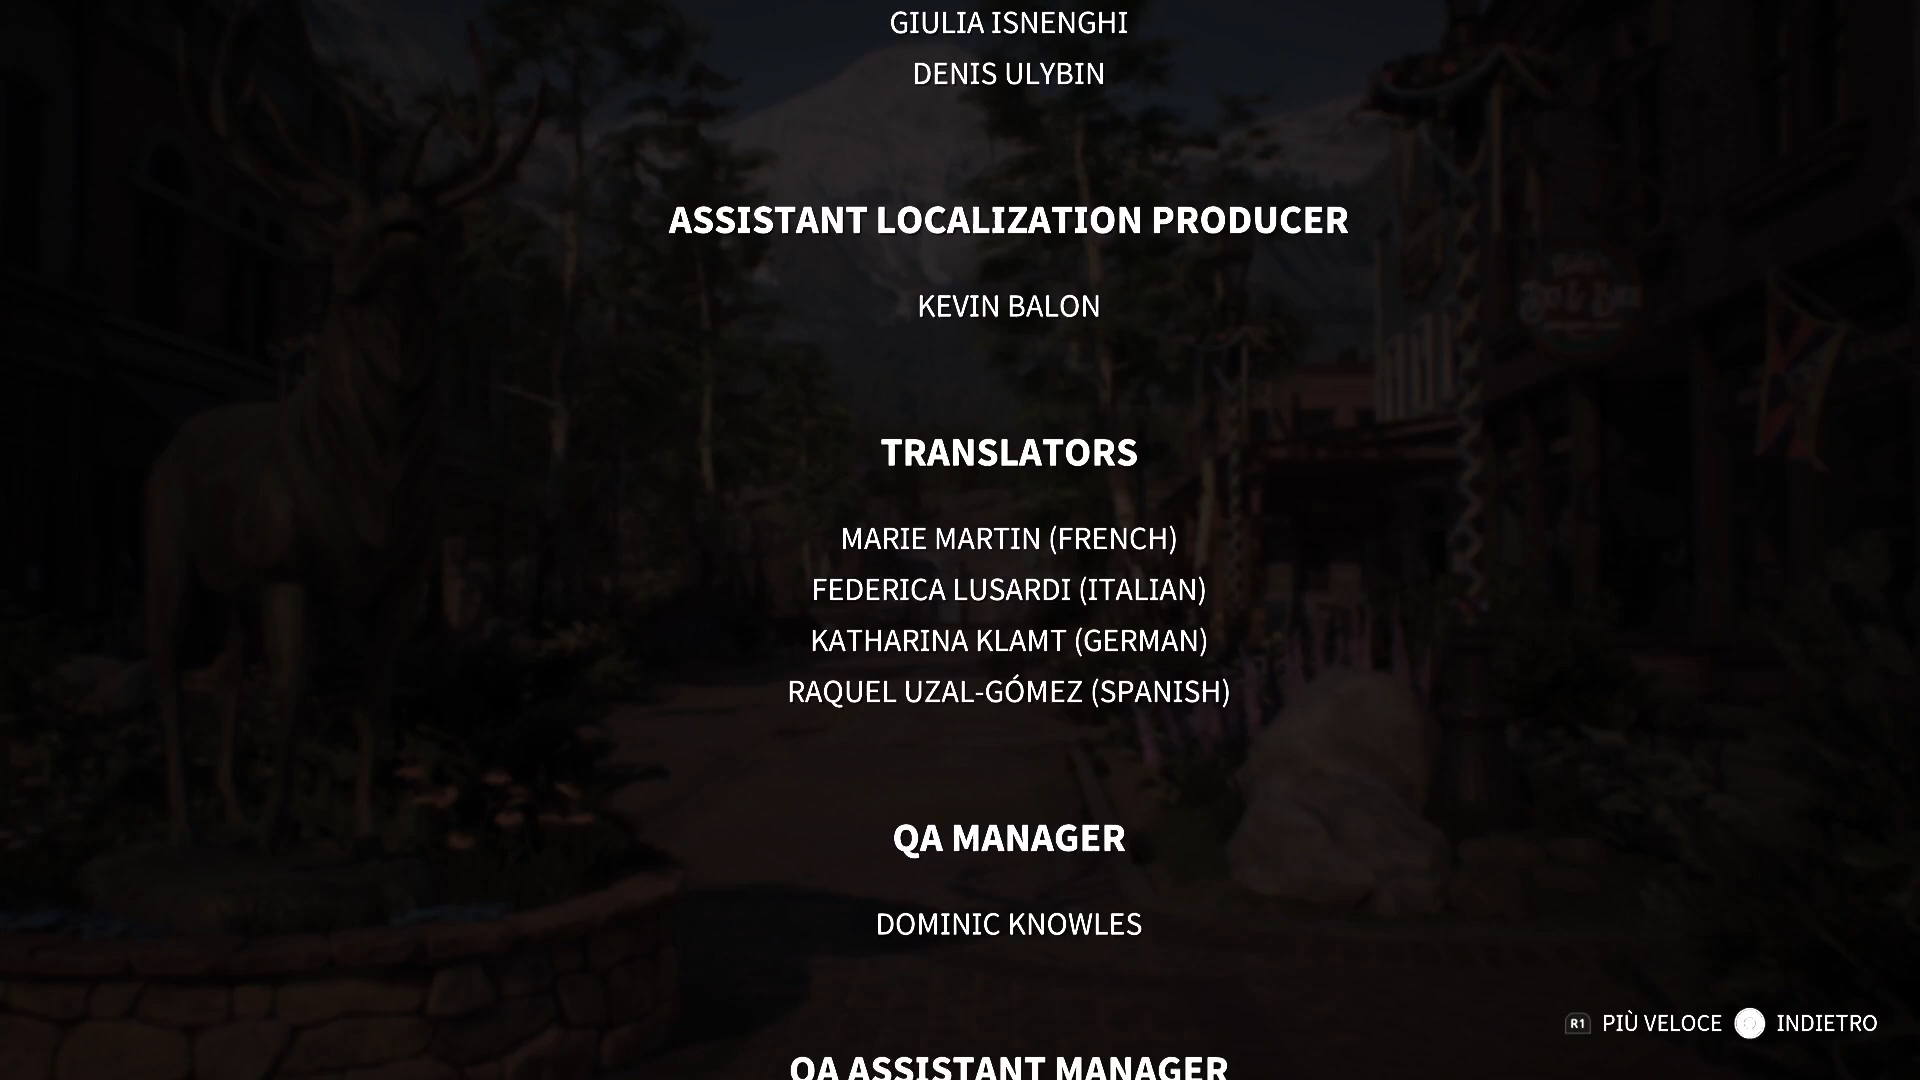 GIULIA ISNENGHI
DENIS ULYBIN
ASSISTANT LOCALIZATION PRODUCER
KEVIN BALON
TRANSLATORS
MARIE MARTIN (FRENCH)
FEDERICA LUSARDI (ITALIAN)
KATHARINA KLAMT (GERMAN)
RAQUEL UZAL-GÓMEZ (SPANISH)
QA MANAGER
DOMINIC KNOWLES
R1 PIÙ VELOCE INDIETRO
QA ASSISTANT MANAGER